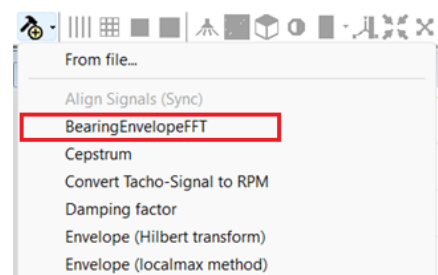 From file...
Align Signals (Sync)
BearingEnvelopeFFT
Cepstrum
Convert Tacho-Signal to RPM
Damping factor
Envelope (Hilbert transform)
Envelope (localmax method)